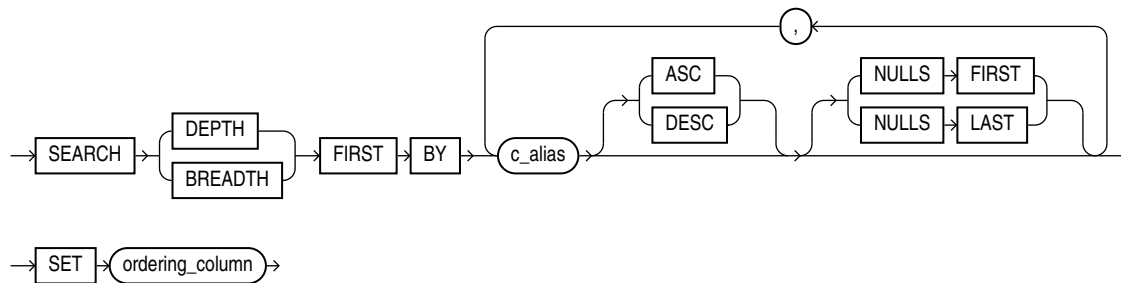 ,
ASC NULLS FIRST
DEPTH DESC NULLS LAST
SEARCH FIRST BY c_alias
BREADTH
SET ordering_column